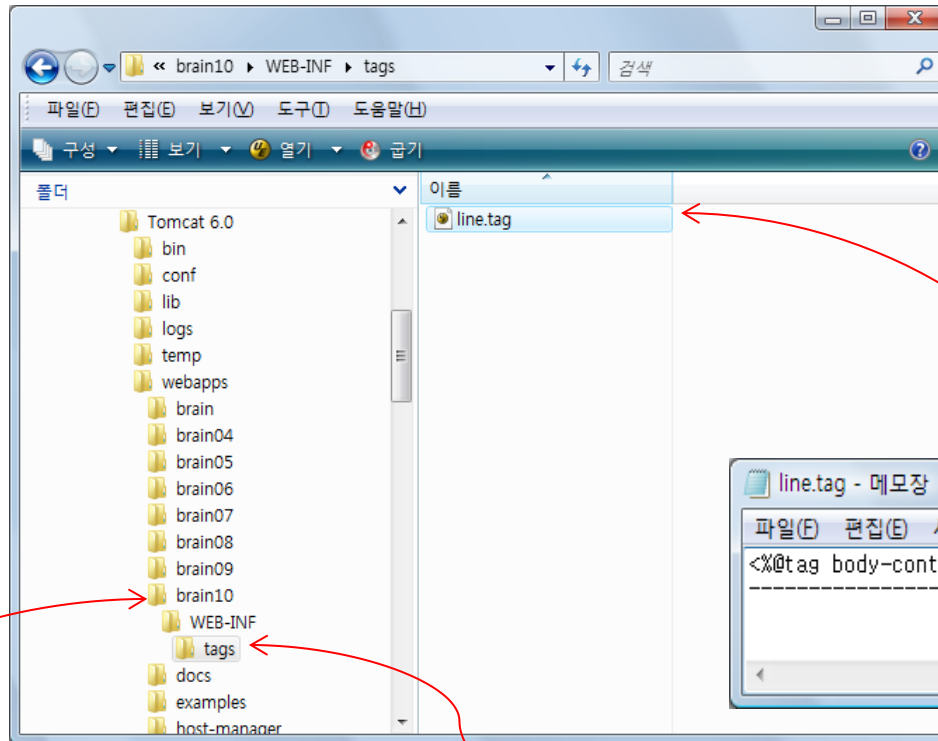 « brain10 ▸ WEB-INF ▸ tags
검색
파일(F) 편집(E) 보기(V) 도구(T) 도움말(H)
구성 보기 열기 굽기
폴더
이름
Tomcat 6.0
bin
conf
lib
logs
temp
webapps
brain
brain04
brain05
brain06
brain07
brain08
brain09
brain10
WEB-INF
tags
docs
examples
host-manager
line.tag
line.tag - 메모장
파일(F) 편집(E)
<%@tag body-cont
--------------------